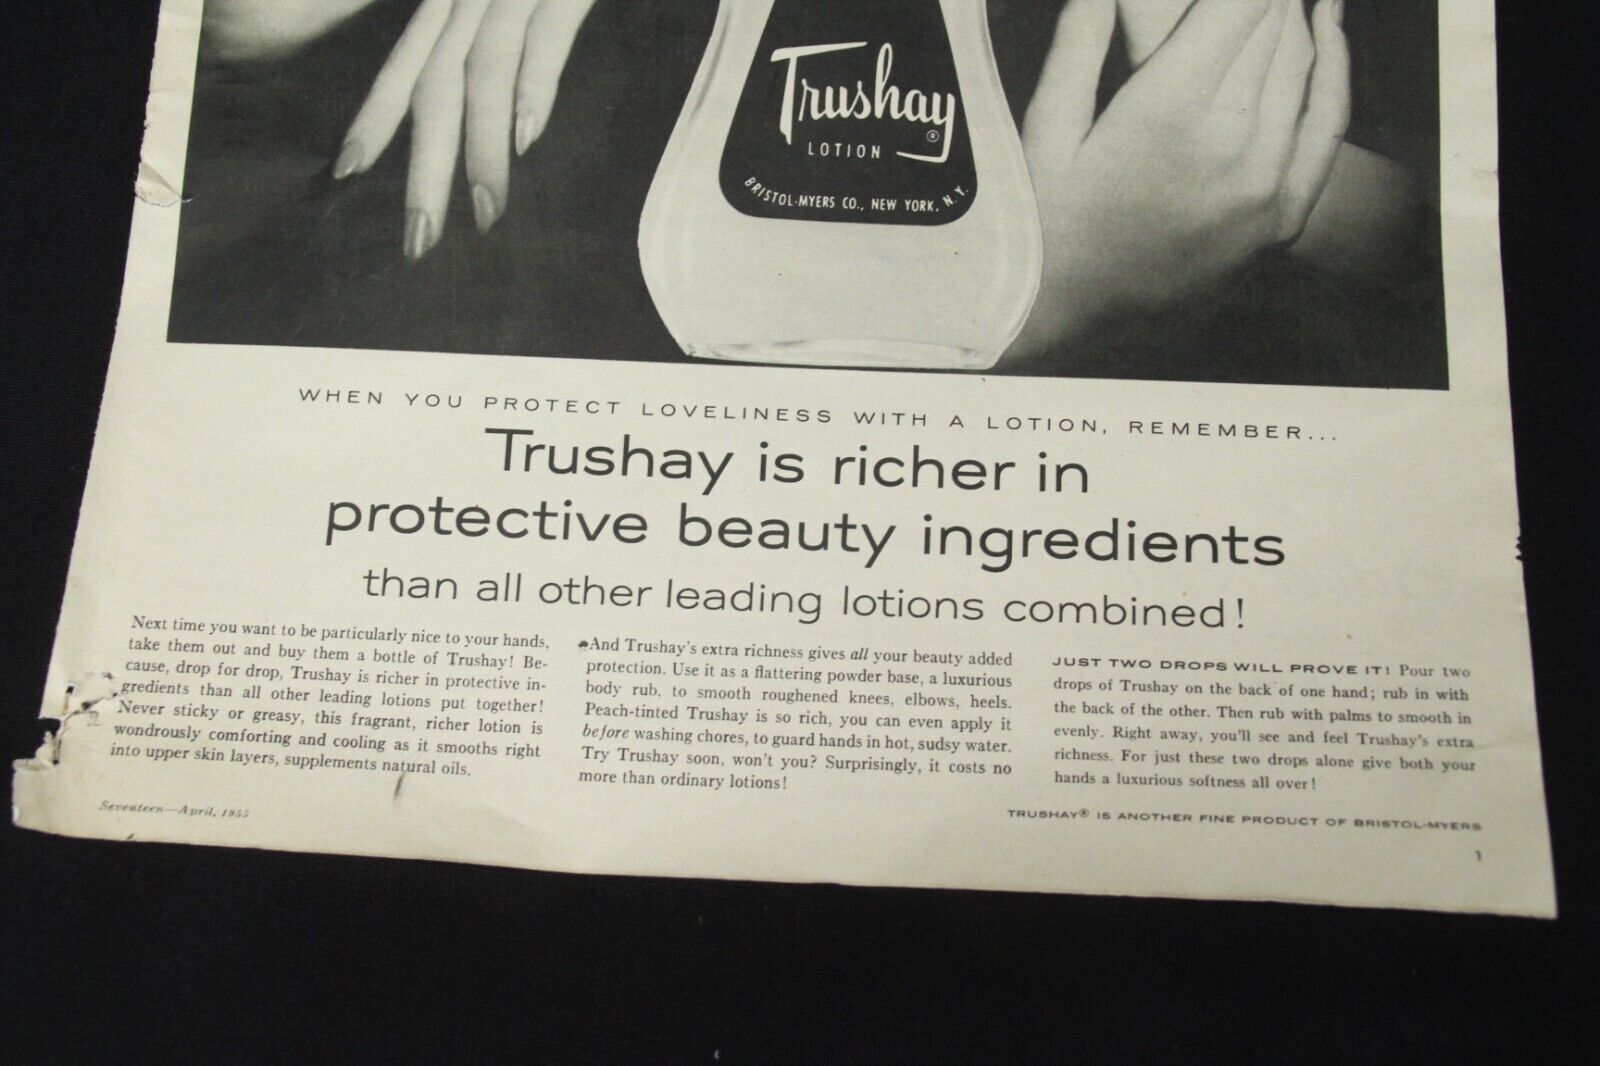 Trushay
®
LOTION
BRISTOL-MYERS CO., NEW YORK, N.Y.
WHEN YOU PROTECT LOVELINESS WITH A LOTION, REMEMBER...
Trushay is richer in
protective beauty ingredients
than all other leading lotions combined!
Next time you want to be particularly nice to your hands,
take them out and buy them a bottle of Trushay! Be-
cause, drop for drop, Trushay is richer in protective in-
gredients than all other leading lotions put together!
Never sticky or greasy, this fragrant, richer lotion is
wondrously comforting and cooling as it smooths right
into upper skin layers, supplements natural oils.
And Trushay's extra richness gives all your beauty added
protection. Use it as a flattering powder base, a luxurious
body rub, to smooth roughened knees, elbows, heels.
Peach-tinted Trushay is so rich, you can even apply it
before washing chores, to guard hands in hot, sudsy water.
Try Trushay soon, won't you? Surprisingly, it costs no
more than ordinary lotions!
JUST TWO DROPS WILL PROVE IT! Pour two
drops of Trushay on the back of one hand; rub in with
the back of the other. Then rub with palms to smooth in
evenly. Right away, you'll see and feel Trushay's extra
richness. For just these two drops alone give both your
hands a luxurious softness all over!
Seventeen—April, 1955
TRUSHAY® IS ANOTHER FINE PRODUCT OF BRISTOL-MYERS
1